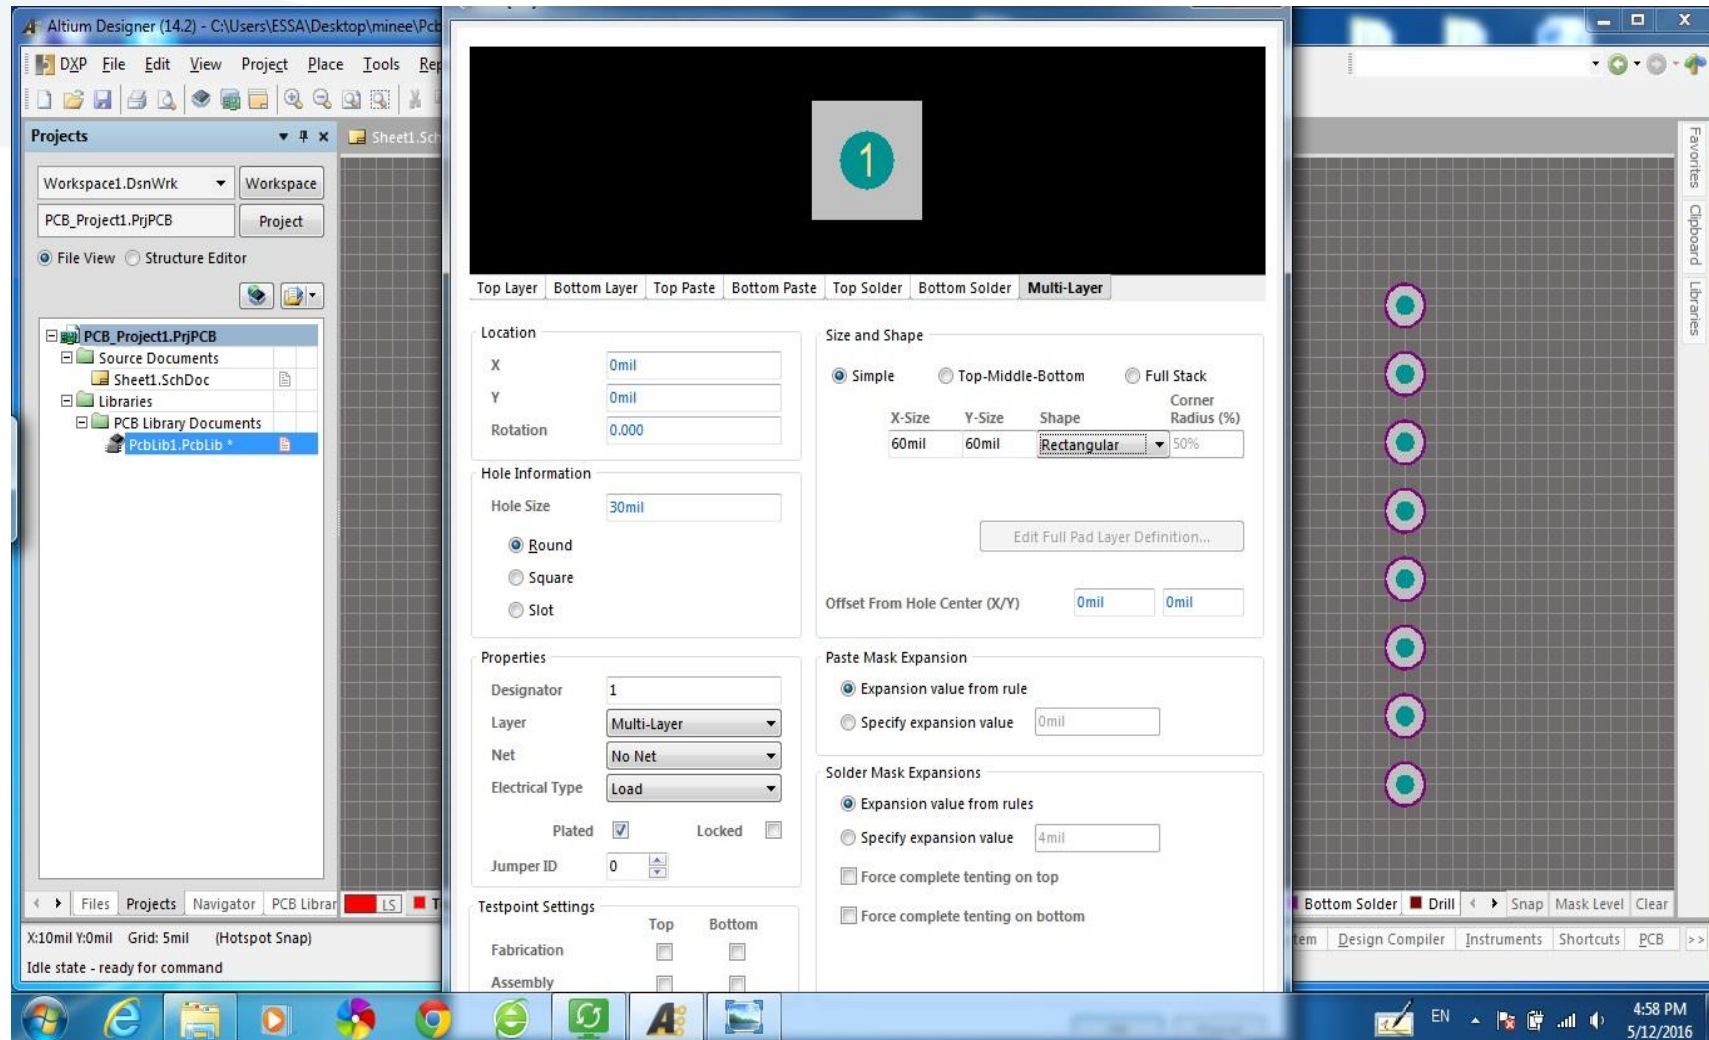 Altium Designer (14.2) - C:\Users\ESSA\Desktop\minee\Pcb
DXP File Edit View Project Place Tools Rep
Projects
Sheet1.Sch
Workspace1.DsnWrk Workspace
PCB_Project1.PrjPCB Project
File View Structure Editor
PCB_Project1.PrjPCB
Source Documents
Sheet1.SchDoc
Libraries
PCB Library Documents
PcbLib1.PcbLib *
Files Projects Navigator PCB Librar LS
X:10mil Y:0mil Grid: 5mil (Hotspot Snap)
Idle state - ready for command
1
Top Layer Bottom Layer Top Paste Bottom Paste Top Solder Bottom Solder Multi-Layer
Location
X 0mil
Y 0mil
Rotation 0.000
Hole Information
Hole Size 30mil
Round
Square
Slot
Properties
Designator 1
Layer Multi-Layer
Net No Net
Electrical Type Load
Plated Locked
Jumper ID 0
Testpoint Settings
Top Bottom
Fabrication
Assembly
Size and Shape
Simple Top-Middle-Bottom Full Stack
X-Size Y-Size Shape Corner Radius (%)
60mil 60mil Rectangular 50%
Edit Full Pad Layer Definition...
Offset From Hole Center (X/Y) 0mil 0mil
Paste Mask Expansion
Expansion value from rule
Specify expansion value 0mil
Solder Mask Expansions
Expansion value from rules
Specify expansion value 4mil
Force complete tenting on top
Force complete tenting on bottom
Favorites
Clipboard
Libraries
Bottom Solder Drill Snap Mask Level Clear
tem Design Compiler Instruments Shortcuts PCB >>
EN
4:58 PM
5/12/2016